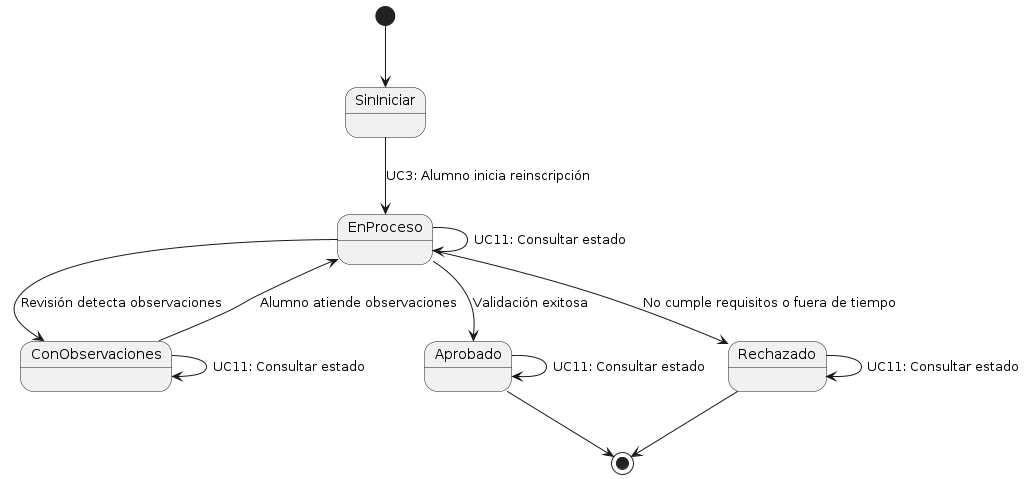 SinIniciar
UC3: Alumno inicia reinscripción
EnProceso
UC11: Consultar estado
Revisión detecta observaciones
Alumno atiende observaciones
Validación exitosa
No cumple requisitos o fuera de tiempo
ConObservaciones
UC11: Consultar estado
Aprobado
UC11: Consultar estado
Rechazado
UC11: Consultar estado